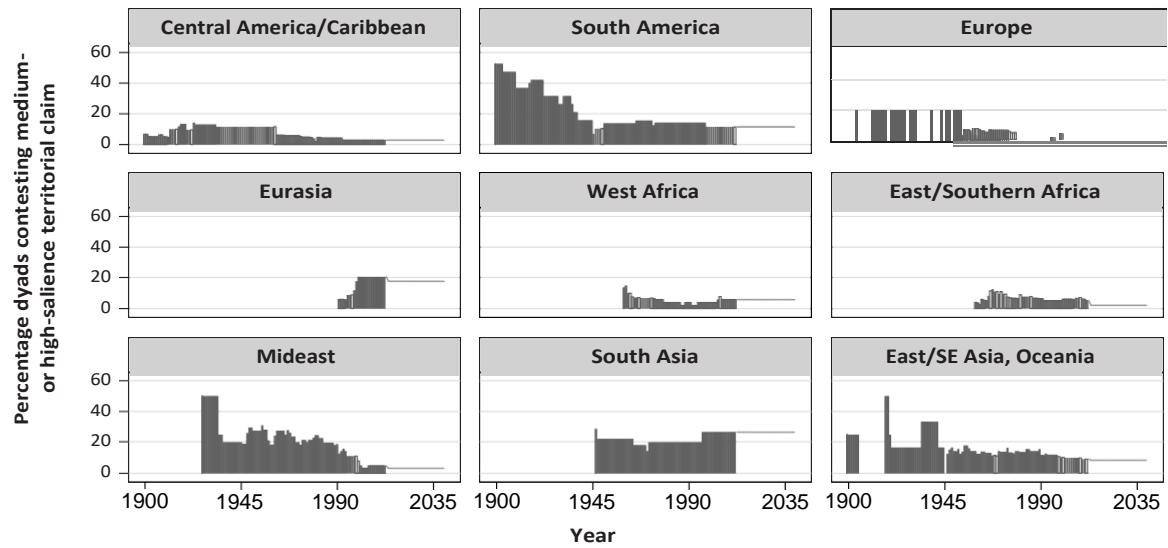 Percentage dyads contesting medium-
or high-salience territorial claim
Central America/Caribbean
South America
Europe
60
40
20
0
Eurasia
West Africa
East/Southern Africa
60
40
20
0
Mideast
South Asia
East/SE Asia, Oceania
60
40
20
0
1900 1945 1990 2035
1900 1945 1990 2035
1900 1945 1990 2035
Year